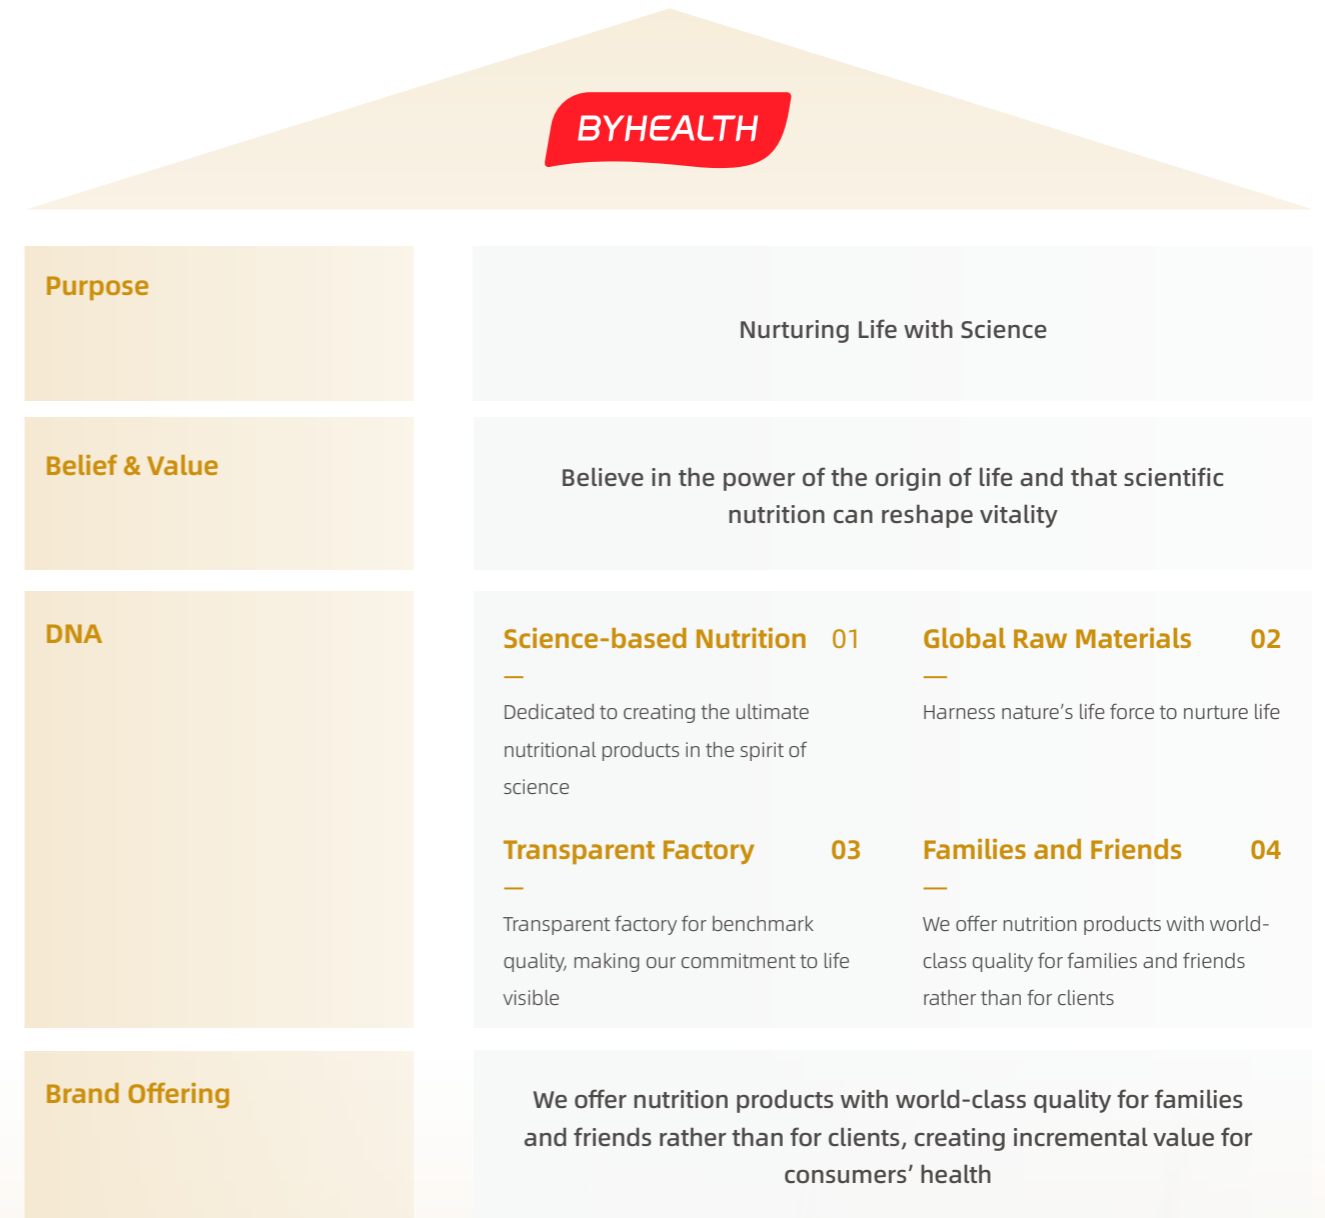 BYHEALTH
Purpose
Nurturing Life with Science
Belief & Value
Believe in the power of the origin of life and that scientific
nutrition can reshape vitality
DNA
Science-based Nutrition 01
Dedicated to creating the ultimate
nutritional products in the spirit of
science
Global Raw Materials 02
Harness nature’s life force to nurture life
Transparent Factory 03
Transparent factory for benchmark
quality, making our commitment to life
visible
Families and Friends 04
We offer nutrition products with world-
class quality for families and friends
rather than for clients
Brand Offering
We offer nutrition products with world-class quality for families
and friends rather than for clients, creating incremental value for
consumers’ health